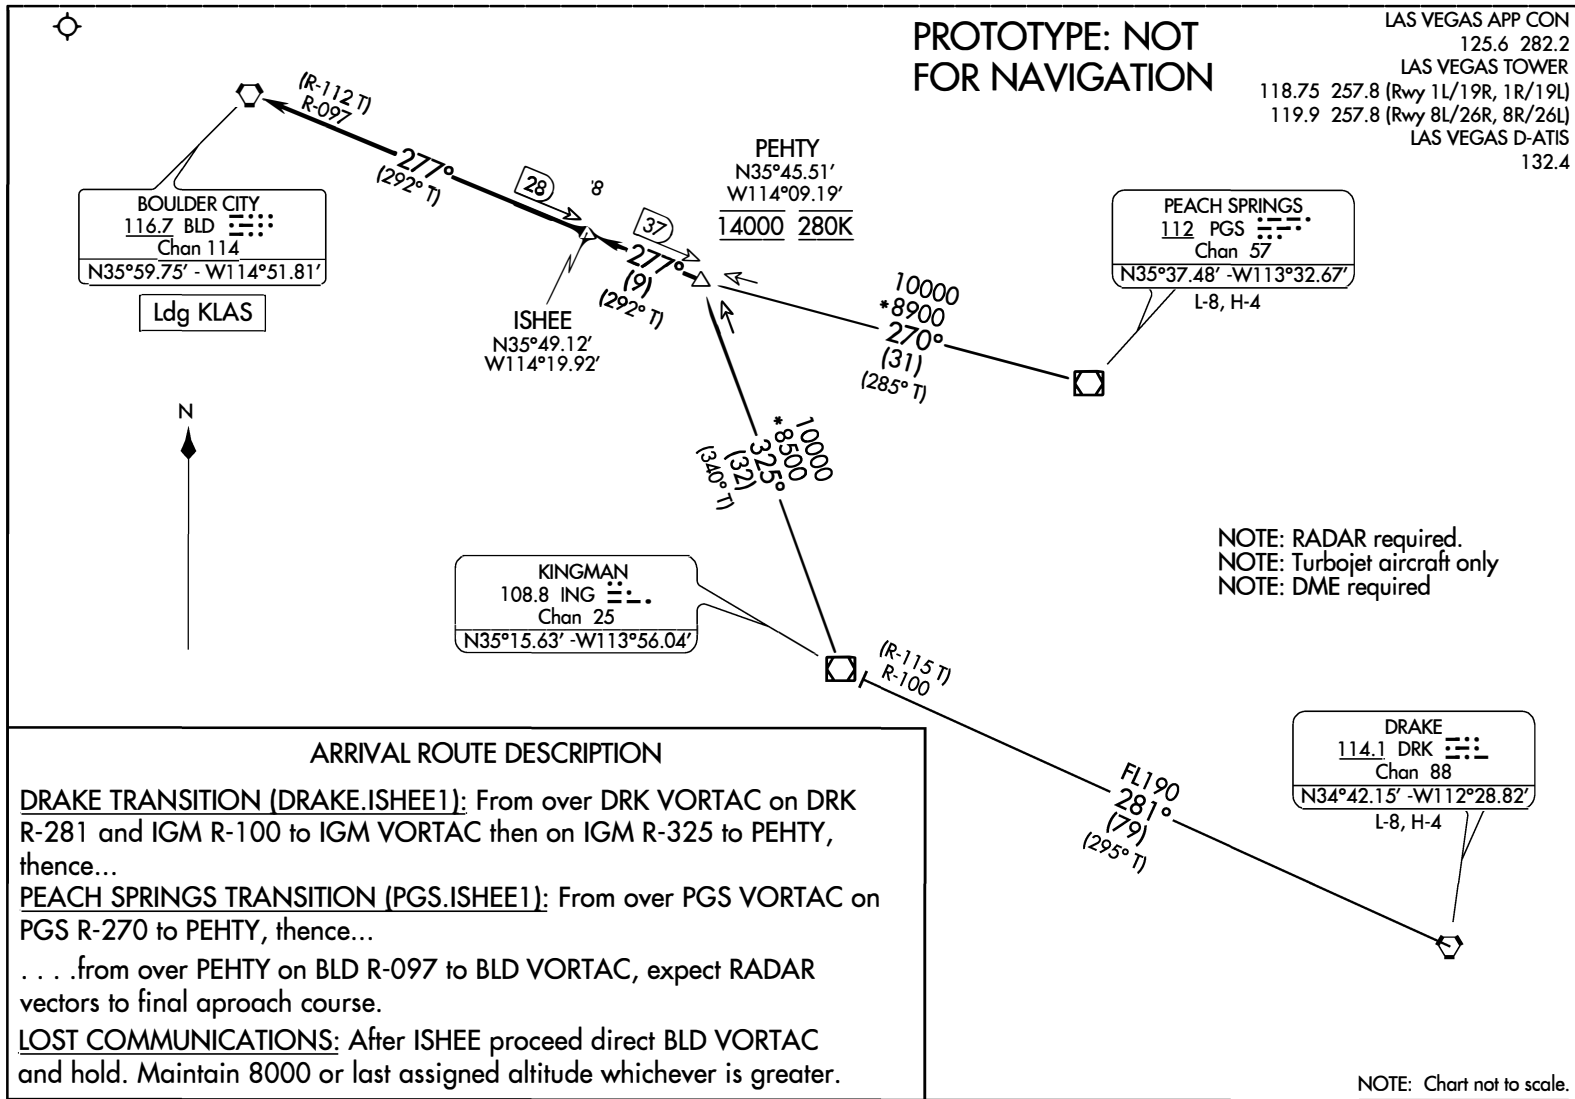 PROTOTYPE: NOT
FOR NAVIGATION
LAS VEGAS APP CON
125.6 282.2
LAS VEGAS TOWER
118.75 257.8 (Rwy 1L/19R, 1R/19L)
119.9 257.8 (Rwy 8L/26R, 8R/26L)
LAS VEGAS D-ATIS
132.4
(R-112 T)
R-097
277°
(292° T)
28
'8
37
277°
(9)
(292° T)
PEHTY
N35°45.51'
W114°09.19'
14000 280K
BOULDER CITY
116.7 BLD
Chan 114
N35°59.75' - W114°51.81'
Ldg KLAS
PEACH SPRINGS
112 PGS
Chan 57
N35°37.48' -W113°32.67'
L-8, H-4
ISHEE
N35°49.12'
W114°19.92'
10000
*8900
270°
(31)
(285° T)
N
10000
*8500
325°
(32)
(340° T)
KINGMAN
108.8 ING
Chan 25
N35°15.63' -W113°56.04'
NOTE: RADAR required.
NOTE: Turbojet aircraft only
NOTE: DME required
(R-115 T)
R-100
FL190
281°
(79)
(295° T)
DRAKE
114.1 DRK
Chan 88
N34°42.15' -W112°28.82'
L-8, H-4
ARRIVAL ROUTE DESCRIPTION
DRAKE TRANSITION (DRAKE.ISHEE1): From over DRK VORTAC on DRK
R-281 and IGM R-100 to IGM VORTAC then on IGM R-325 to PEHTY,
thence...
PEACH SPRINGS TRANSITION (PGS.ISHEE1): From over PGS VORTAC on
PGS R-270 to PEHTY, thence...
. . . .from over PEHTY on BLD R-097 to BLD VORTAC, expect RADAR
vectors to final aproach course.
LOST COMMUNICATIONS: After ISHEE proceed direct BLD VORTAC
and hold. Maintain 8000 or last assigned altitude whichever is greater.
NOTE: Chart not to scale.